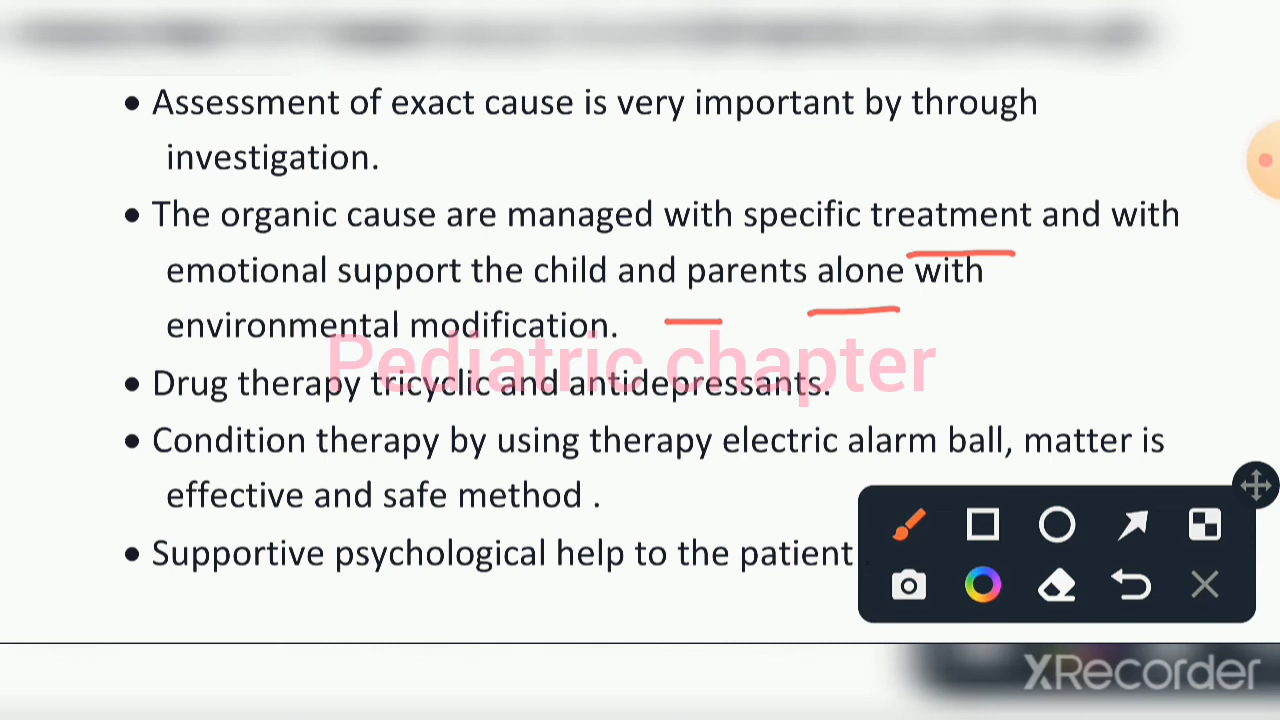 • Assessment of exact cause is very important by through
investigation.
• The organic cause are managed with specific treatment and with
emotional support the child and parents alone with
environmental modification.
Pediatric chapter
• Drug therapy tricyclic and antidepressants.
• Condition therapy by using therapy electric alarm ball, matter is
effective and safe method .
• Supportive psychological help to the patient
XRecorder